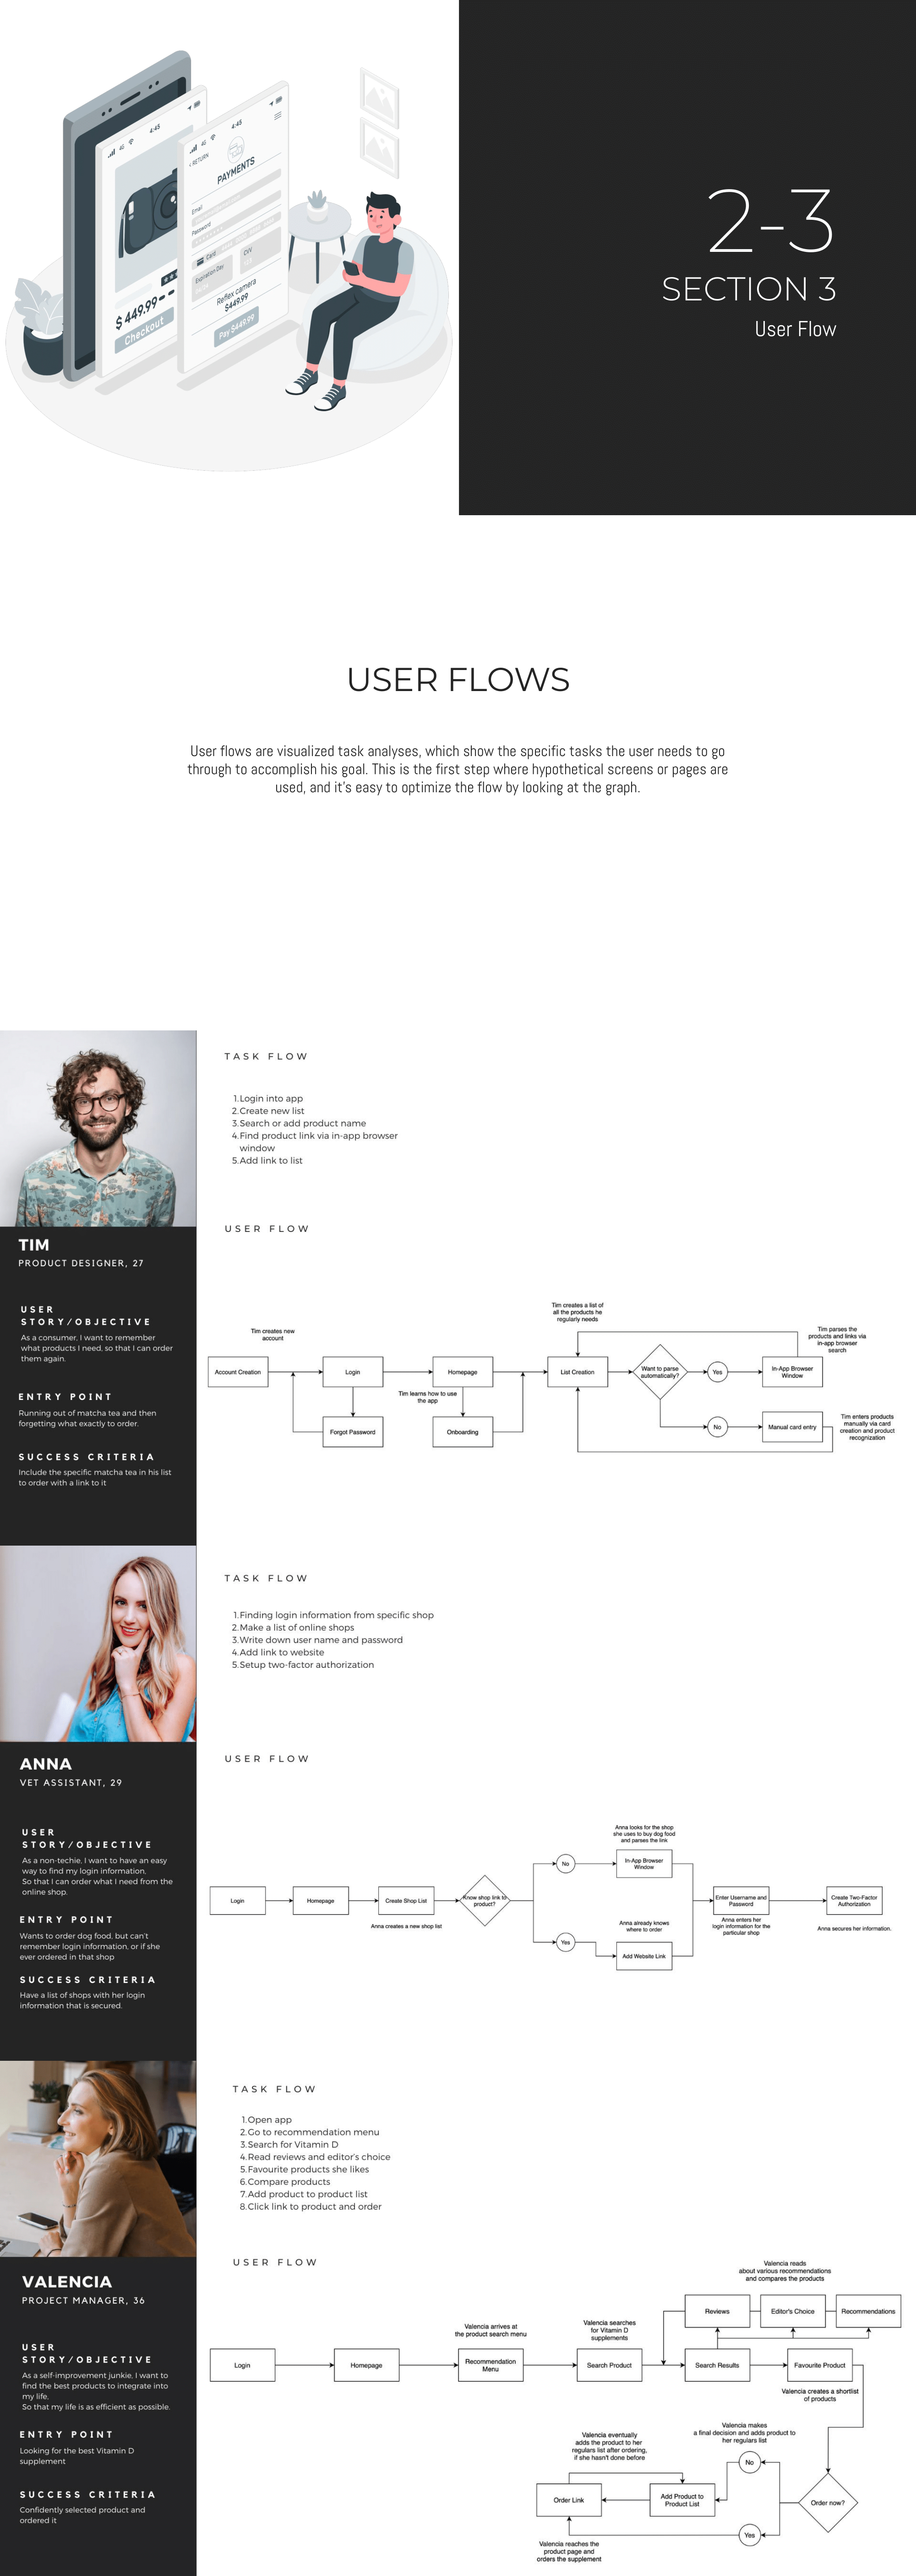 4G
4:45
$ 449.99
Checkout
4G
4:45
< RETURN
PAYMENTS
Email
Password
Card
Expiration Day
CVV
Reflex camera
$449.99
Pay $449.99
2-3
SECTION 3
User Flow
USER FLOWS
User flows are visualized task analyses, which show the specific tasks the user needs to go
through to accomplish his goal. This is the first step where hypothetical screens or pages are
used, and it's easy to optimize the flow by looking at the graph.
TIM
PRODUCT DESIGNER, 27
USER
STORY/OBJECTIVE
As a consumer, I want to remember
what products I need, so that I can order
them again.
ENTRY POINT
Running out of matcha tea and then
forgetting what exactly to order.
SUCCESS CRITERIA
Include the specific matcha tea in his list
to order with a link to it
TASK FLOW
1. Login into app
2. Create new list
3. Search or add product name
4. Find product link via in-app browser
window
5. Add link to list
USER FLOW
Tim creates new
account
Account Creation
Login
Forgot Password
Homepage
Tim learns how to use
the app
Onboarding
Tim creates a list of
all the products he
regularly needs
List Creation
Want to parse
automatically?
Yes
In-App Browser
Window
Tim parses the
products and links via
in-app browser
search
No
Manual card entry
Tim enters products
manually via card
creation and product
recognization
ANNA
VET ASSISTANT, 29
USER
STORY/OBJECTIVE
As a non-techie, I want to have an easy
way to find my login information,
So that I can order what I need from the
online shop.
ENTRY POINT
Wants to order dog food, but can't
remember login information, or if she
ever ordered in that shop
SUCCESS CRITERIA
Have a list of shops with her login
information that is secured.
TASK FLOW
1. Finding login information from specific shop
2. Make a list of online shops
3. Write down user name and password
4. Add link to website
5. Setup two-factor authorization
USER FLOW
Login
Homepage
Create Shop List
Anna creates a new shop list
Know shop link to
product?
No
Anna looks for the shop
she uses to buy dog food
and parses the link
In-App Browser
Window
Yes
Anna already knows
where to order
Add Website Link
Enter Username and
Password
Anna enters her
login information for the
particular shop
Create Two-Factor
Authorization
Anna secures her information.
VALENCIA
PROJECT MANAGER, 36
USER
STORY/OBJECTIVE
As a self-improvement junkie, I want to
find the best products to integrate into
my life,
So that my life is as efficient as possible.
ENTRY POINT
Looking for the best Vitamin D
supplement
SUCCESS CRITERIA
Confidently selected product and
ordered it
TASK FLOW
1. Open app
2. Go to recommendation menu
3. Search for Vitamin D
4. Read reviews and editor's choice
5. Favourite products she likes
6. Compare products
7. Add product to product list
8. Click link to product and order
USER FLOW
Login
Homepage
Valencia arrives at
the product search menu
Recommendation
Menu
Valencia searches
for Vitamin D
supplements
Search Product
Search Results
Valencia reads
about various recommendations
and compares the products
Reviews
Editor's Choice
Recommendations
Favourite Product
Valencia creates a shortlist
of products
Order now?
No
Valencia makes
a final decision and adds product to
her regulars list
Add Product to
Product List
Valencia eventually
adds the product to her
regulars list after ordering,
if she hasn't done before
Order Link
Yes
Valencia reaches the
product page and
orders the supplement